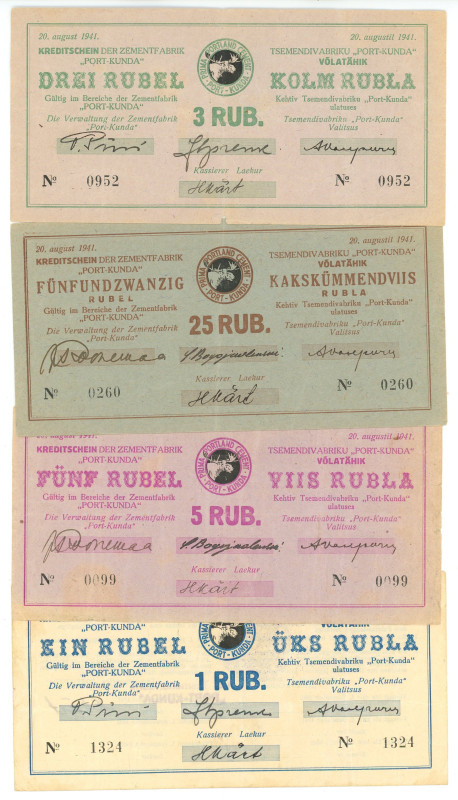 20. august 1941.
KREDITSCHEIN DER ZEMENTFABRIK
„PORT-KUNDA“
DREI RUBEL
Gültig im Bereiche der Zementfabrik
„PORT-KUNDA“
Die Verwaltung der Zementfabrik
„Port-Kunda“
Nº 0952
PRIMA PORTLAND CEMENT
PORT-KUNDA
3 RUB.
Kassierer Laekur
HKärt
20. augustil 1941.
TSEMENDIVABRIKU „PORT-KUNDA“
VÕLATÄHIK
KOLM RUBLA
Kehtiv Tsemendivabriku „Port-Kunda“
ulatuses
Tsemendivabriku „Port-Kunda“
Valitsus
Nº 0952
20. august 1941.
KREDITSCHEIN DER ZEMENTFABRIK
„PORT-KUNDA“
FÜNFUNDZWANZIG
RUBEL
Gültig im Bereiche der Zementfabrik
„PORT-KUNDA“
Die Verwaltung der Zementfabrik
„Port-Kunda“
Nº 0260
PRIMA PORTLAND CEMENT
PORT-KUNDA
25 RUB.
Kassierer Laekur
HKärt
20. augustil 1941.
TSEMENDIVABRIKU „PORT-KUNDA“
VÕLATÄHIK
KAKSKÜMMENDVIIS
RUBLA
Kehtiv Tsemendivabriku „Port-Kunda“
ulatuses
Tsemendivabriku „Port-Kunda“
Valitsus
Nº 0260
20. august 1941.
KREDITSCHEIN DER ZEMENTFABRIK
„PORT-KUNDA“
FÜNF RUBEL
Gültig im Bereiche der Zementfabrik
„PORT-KUNDA“
Die Verwaltung der Zementfabrik
„Port-Kunda“
Nº 0099
PRIMA PORTLAND CEMENT
PORT-KUNDA
5 RUB.
Kassierer Laekur
HKärt
20. augustil 1941.
TSEMENDIVABRIKU „PORT-KUNDA“
VÕLATÄHIK
VIIS RUBLA
Kehtiv Tsemendivabriku „Port-Kunda“
ulatuses
Tsemendivabriku „Port-Kunda“
Valitsus
Nº 0099
„PORT-KUNDA“
EIN RUBEL
Gültig im Bereiche der Zementfabrik
„PORT-KUNDA“
Die Verwaltung der Zementfabrik
„Port-Kunda“
Nº 1324
PORT-KUNDA
1 RUB.
Kassierer Laekur
HKärt
VÕLATÄHIK
ÜKS RUBLA
Kehtiv Tsemendivabriku „Port-Kunda“
ulatuses
Tsemendivabriku „Port-Kunda“
Valitsus
Nº 1324